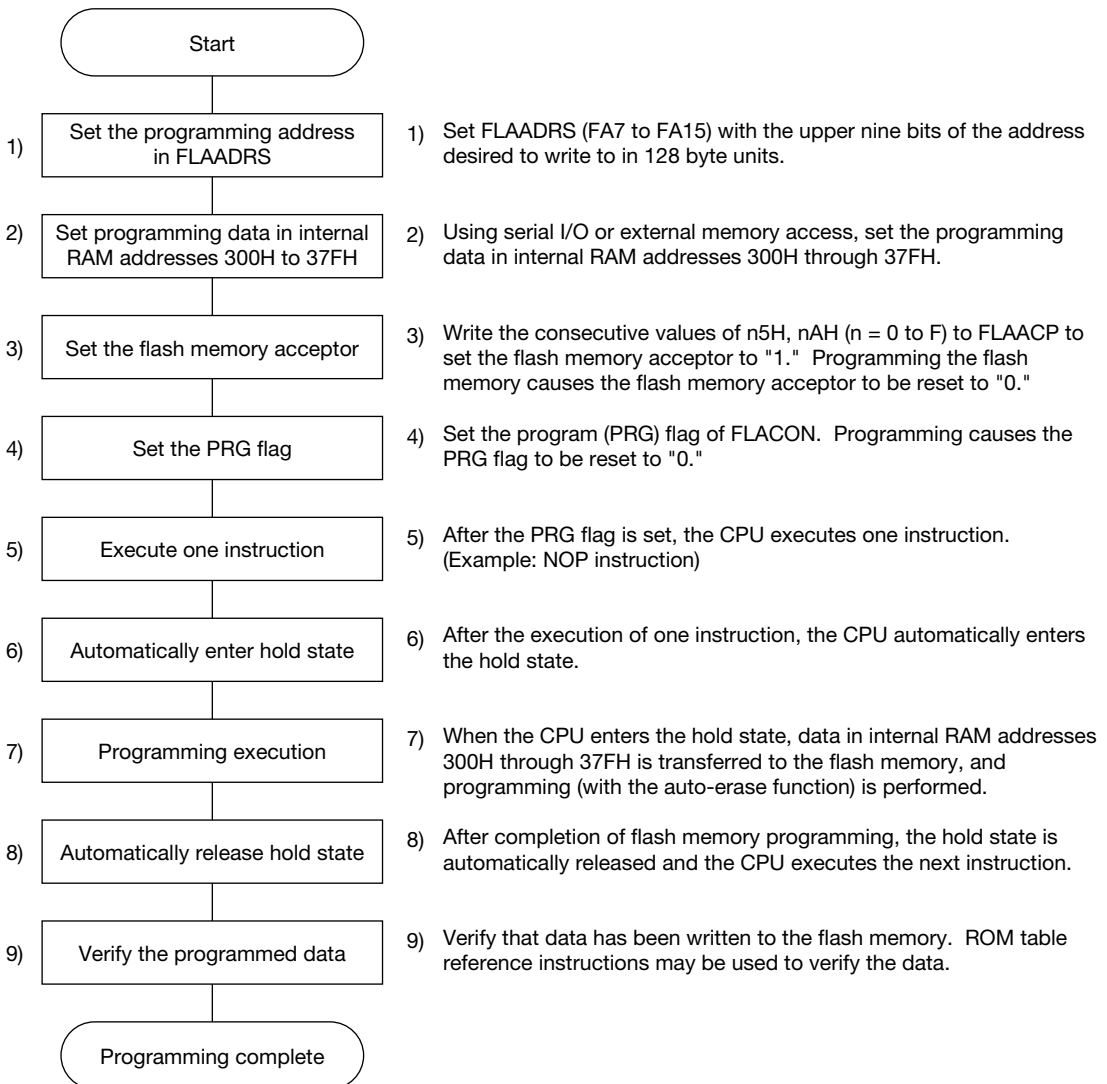 Start
1)
Set the programming address
in FLAADRS
1) Set FLAADRS (FA7 to FA15) with the upper nine bits of the address
desired to write to in 128 byte units.
2)
Set programming data in internal
RAM addresses 300H to 37FH
2) Using serial I/O or external memory access, set the programming
data in internal RAM addresses 300H through 37FH.
3)
Set the flash memory acceptor
3) Write the consecutive values of n5H, nAH (n = 0 to F) to FLAACP to
set the flash memory acceptor to "1." Programming the flash
memory causes the flash memory acceptor to be reset to "0."
4)
Set the PRG flag
4) Set the program (PRG) flag of FLACON. Programming causes the
PRG flag to be reset to "0."
5)
Execute one instruction
5) After the PRG flag is set, the CPU executes one instruction.
(Example: NOP instruction)
6)
Automatically enter hold state
6) After the execution of one instruction, the CPU automatically enters
the hold state.
7)
Programming execution
7) When the CPU enters the hold state, data in internal RAM addresses
300H through 37FH is transferred to the flash memory, and
programming (with the auto-erase function) is performed.
8)
Automatically release hold state
8) After completion of flash memory programming, the hold state is
automatically released and the CPU executes the next instruction.
9)
Verify the programmed data
9) Verify that data has been written to the flash memory. ROM table
reference instructions may be used to verify the data.
Programming complete